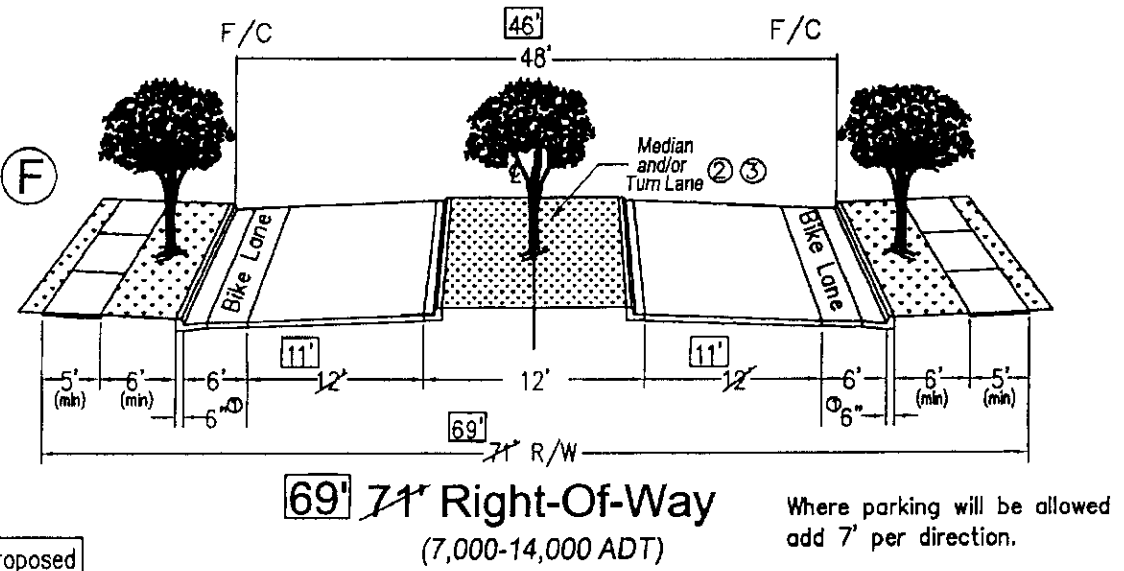 F/C 46' F/C
48'
F
Median
and/or
Turn Lane ② ③
℄
Bike Lane
Bike Lane
11' 11'
5' 6' 6' 12' 12' 12' 6' 6' 5'
(min) (min) (min) (min)
6"① ①6"
69'
71' R/W
69' 71' Right-Of-Way
(7,000-14,000 ADT)
Where parking will be allowed
add 7' per direction.